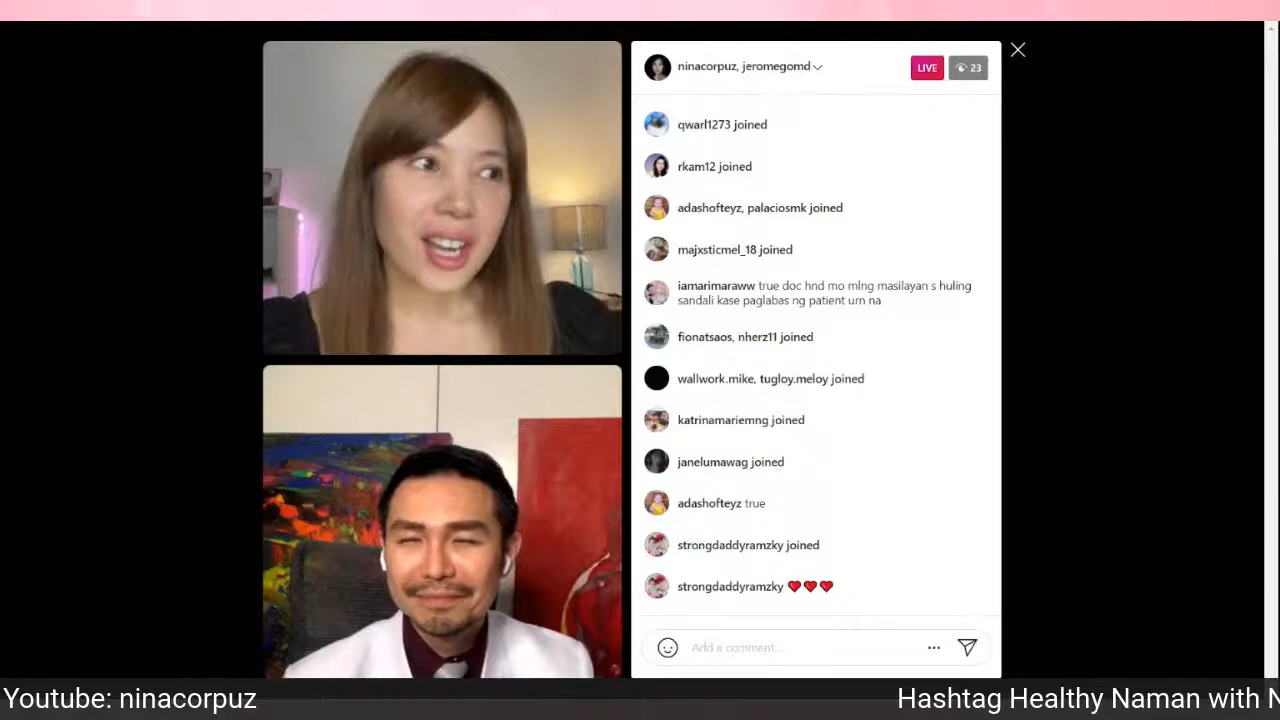 ninacorpuz, jeromegomd
LIVE
23
qwarl1273 joined
rkam12 joined
adashofteyz, palaciosmk joined
majxsticmel_18 joined
iamarimaraww true doc hnd mo mlng masilayan s huling
sandali kase paglabas ng patient urn na
fionatsaos, nherz11 joined
wallwork.mike, tugloy.meloy joined
katrinamariemng joined
janelumawag joined
adashofteyz true
strongdaddyramzky joined
strongdaddyramzky ❤❤❤
Add a comment...
Youtube: ninacorpuz
Hashtag Healthy Naman with N